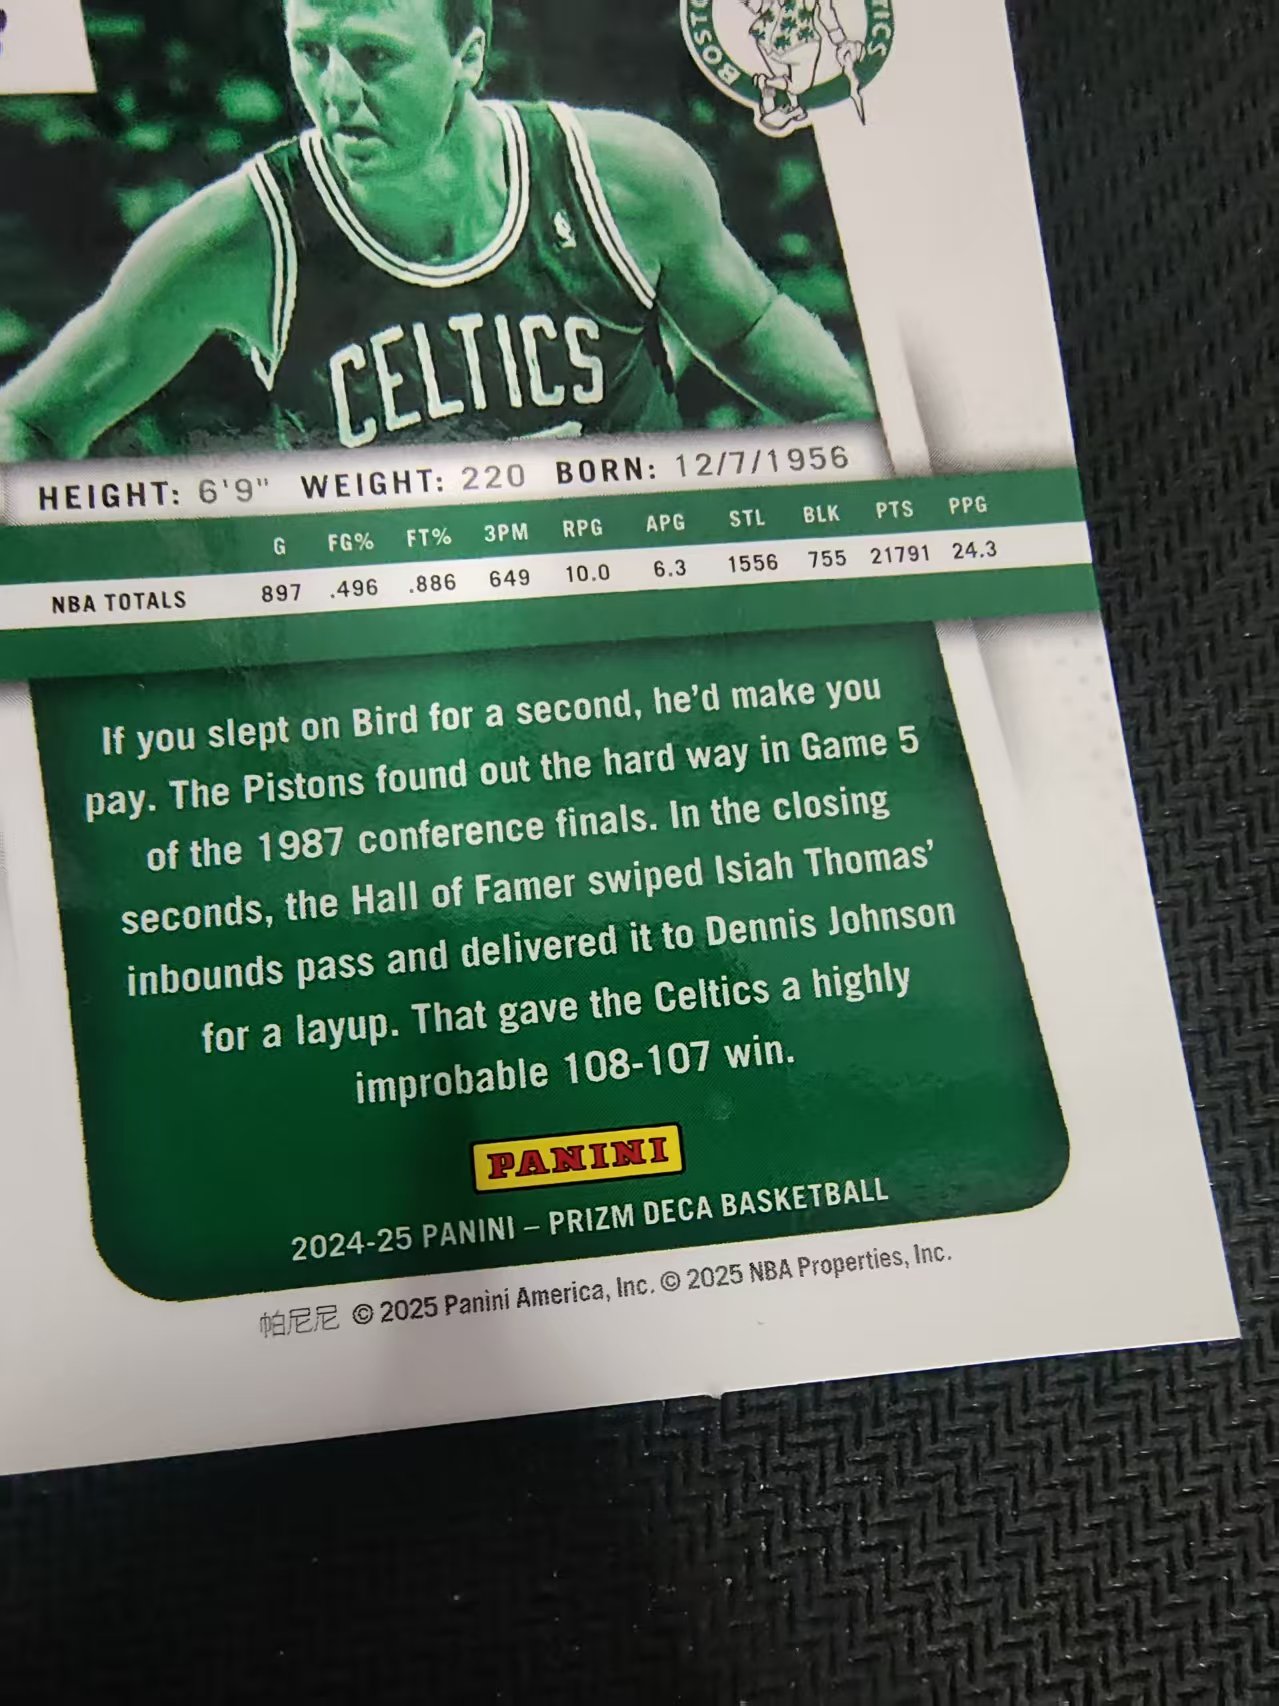 BOSTO
TICS
CELTICS
HEIGHT: 6'9" WEIGHT: 220 BORN: 12/7/1956
G FG% FT% 3PM RPG APG STL BLK PTS PPG
NBA TOTALS 897 .496 .886 649 10.0 6.3 1556 755 21791 24.3
If you slept on Bird for a second, he'd make you
pay. The Pistons found out the hard way in Game 5
of the 1987 conference finals. In the closing
seconds, the Hall of Famer swiped Isiah Thomas'
inbounds pass and delivered it to Dennis Johnson
for a layup. That gave the Celtics a highly
improbable 108-107 win.
PANINI
2024-25 PANINI – PRIZM DECA BASKETBALL
帕尼尼 © 2025 Panini America, Inc. © 2025 NBA Properties, Inc.